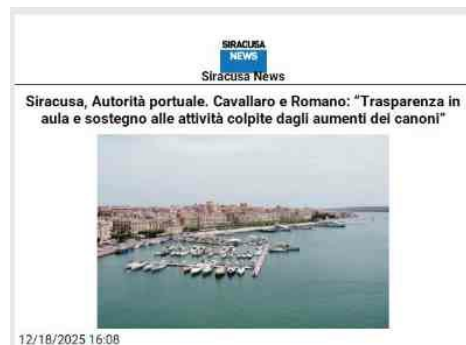 SIRACUSA
NEWS
Siracusa News
Siracusa, Autorità portuale. Cavallaro e Romano: “Trasparenza in
aula e sostegno alle attività colpite dagli aumenti dei canoni”
12/18/2025 16:08